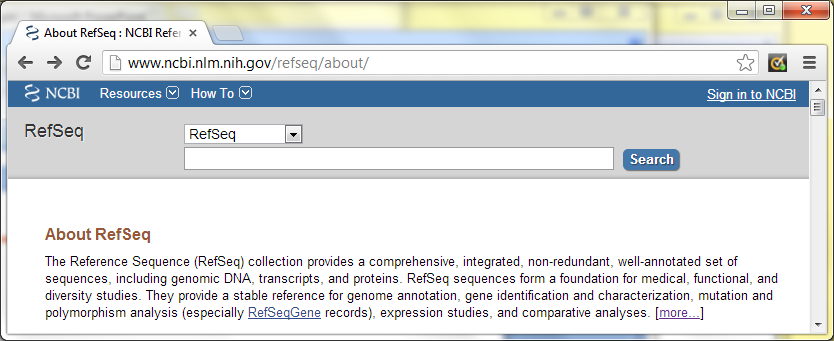 About RefSeq : NCBI Refer
www.ncbi.nlm.nih.gov/refseq/about/
NCBI Resources How To Sign in to NCBI
RefSeq
RefSeq
Search
About RefSeq
The Reference Sequence (RefSeq) collection provides a comprehensive, integrated, non-redundant, well-annotated set of
sequences, including genomic DNA, transcripts, and proteins. RefSeq sequences form a foundation for medical, functional, and
diversity studies. They provide a stable reference for genome annotation, gene identification and characterization, mutation and
polymorphism analysis (especially RefSeqGene records), expression studies, and comparative analyses. [more...]